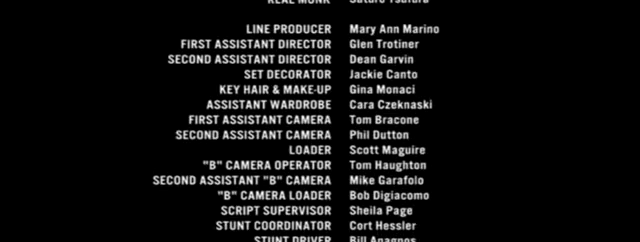 REAL MONK Satoru Tsufura
LINE PRODUCER Mary Ann Marino
FIRST ASSISTANT DIRECTOR Glen Trotiner
SECOND ASSISTANT DIRECTOR Dean Garvin
SET DECORATOR Jackie Canto
KEY HAIR & MAKE-UP Gina Monaci
ASSISTANT WARDROBE Cara Czeknaski
FIRST ASSISTANT CAMERA Tom Bracone
SECOND ASSISTANT CAMERA Phil Dutton
LOADER Scott Maguire
"B" CAMERA OPERATOR Tom Haughton
SECOND ASSISTANT "B" CAMERA Mike Garafolo
"B" CAMERA LOADER Bob Digiacomo
SCRIPT SUPERVISOR Sheila Page
STUNT COORDINATOR Cort Hessler
STUNT DRIVER Bill Anagnos